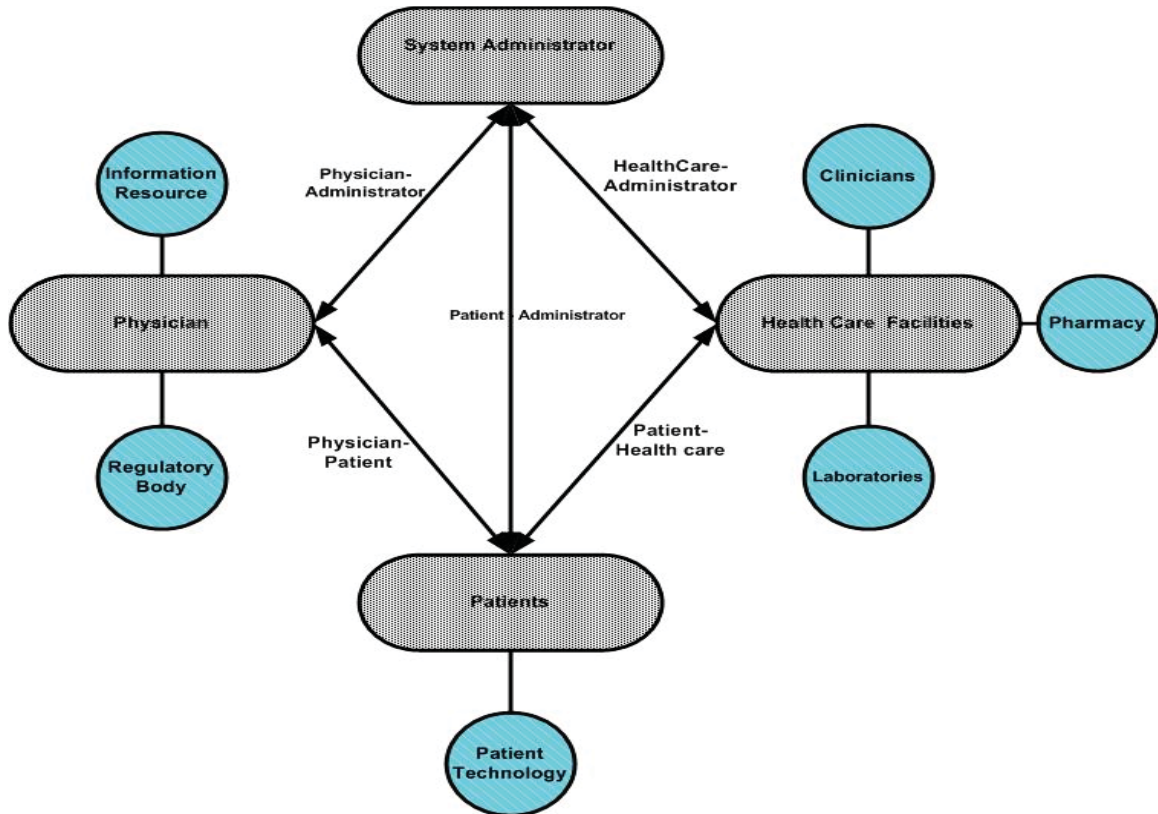 System Administrator
Information
Resource
Physician-
Administrator
HealthCare-
Administrator
Clinicians
Physician
Patient - Administrator
Health Care Facilities
Pharmacy
Regulatory
Body
Physician-
Patient
Patient-
Health care
Laboratories
Patients
Patient
Technology